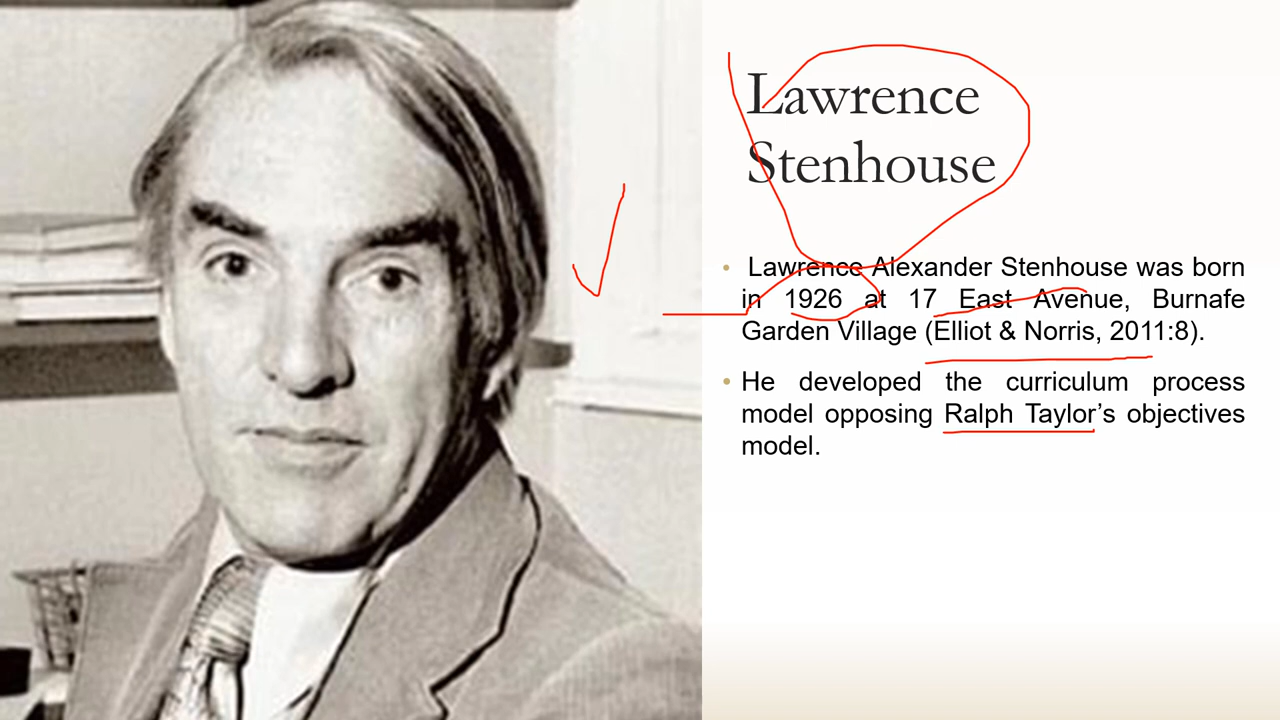 Lawrence
Stenhouse
• Lawrence Alexander Stenhouse was born
in 1926 at 17 East Avenue, Burnafe
Garden Village (Elliot & Norris, 2011:8).
• He developed the curriculum process
model opposing Ralph Taylor’s objectives
model.